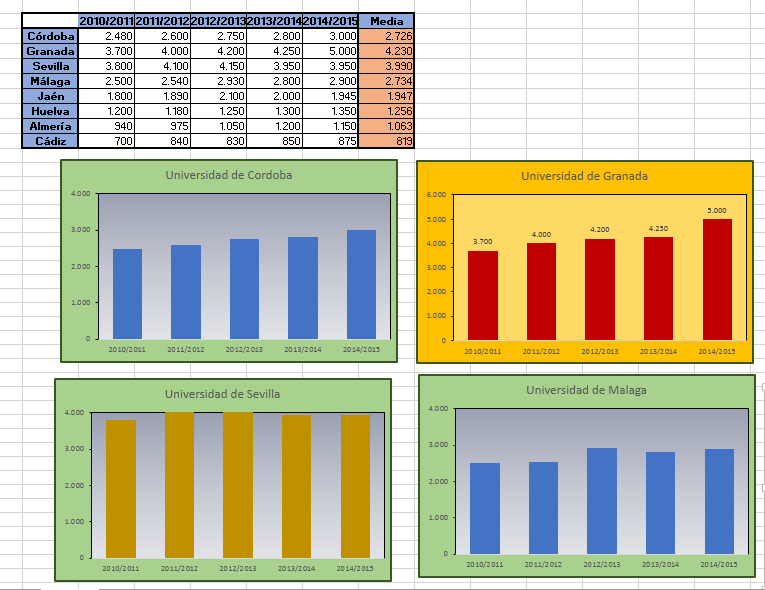 2010/2011 2011/2012 2012/2013 2013/2014 2014/2015 Media
Córdoba 2.480 2.600 2.750 2.800 3.000 2.726
Granada 3.700 4.000 4.200 4.250 5.000 4.230
Sevilla 3.800 4.100 4.150 3.950 3.950 3.990
Málaga 2.500 2.540 2.930 2.800 2.900 2.734
Jaén 1.800 1.890 2.100 2.000 1.945 1.947
Huelva 1.200 1.180 1.250 1.300 1.350 1.256
Almería 940 975 1.050 1.200 1.150 1.063
Cádiz 700 840 830 850 875 819
Universidad de Cordoba
4.000
3.000
2.000
1.000
0
2010/2011 2011/2012 2012/2013 2013/2014 2014/2015
Universidad de Granada
6.000
5.000
4.000
3.000
2.000
1.000
0
3.700 4.000 4.200 4.250 5.000
2010/2011 2011/2012 2012/2013 2013/2014 2014/2015
Universidad de Sevilla
4.000
3.000
2.000
1.000
0
2010/2011 2011/2012 2012/2013 2013/2014 2014/2015
Universidad de Malaga
4.000
3.000
2.000
1.000
0
2010/2011 2011/2012 2012/2013 2013/2014 2014/2015